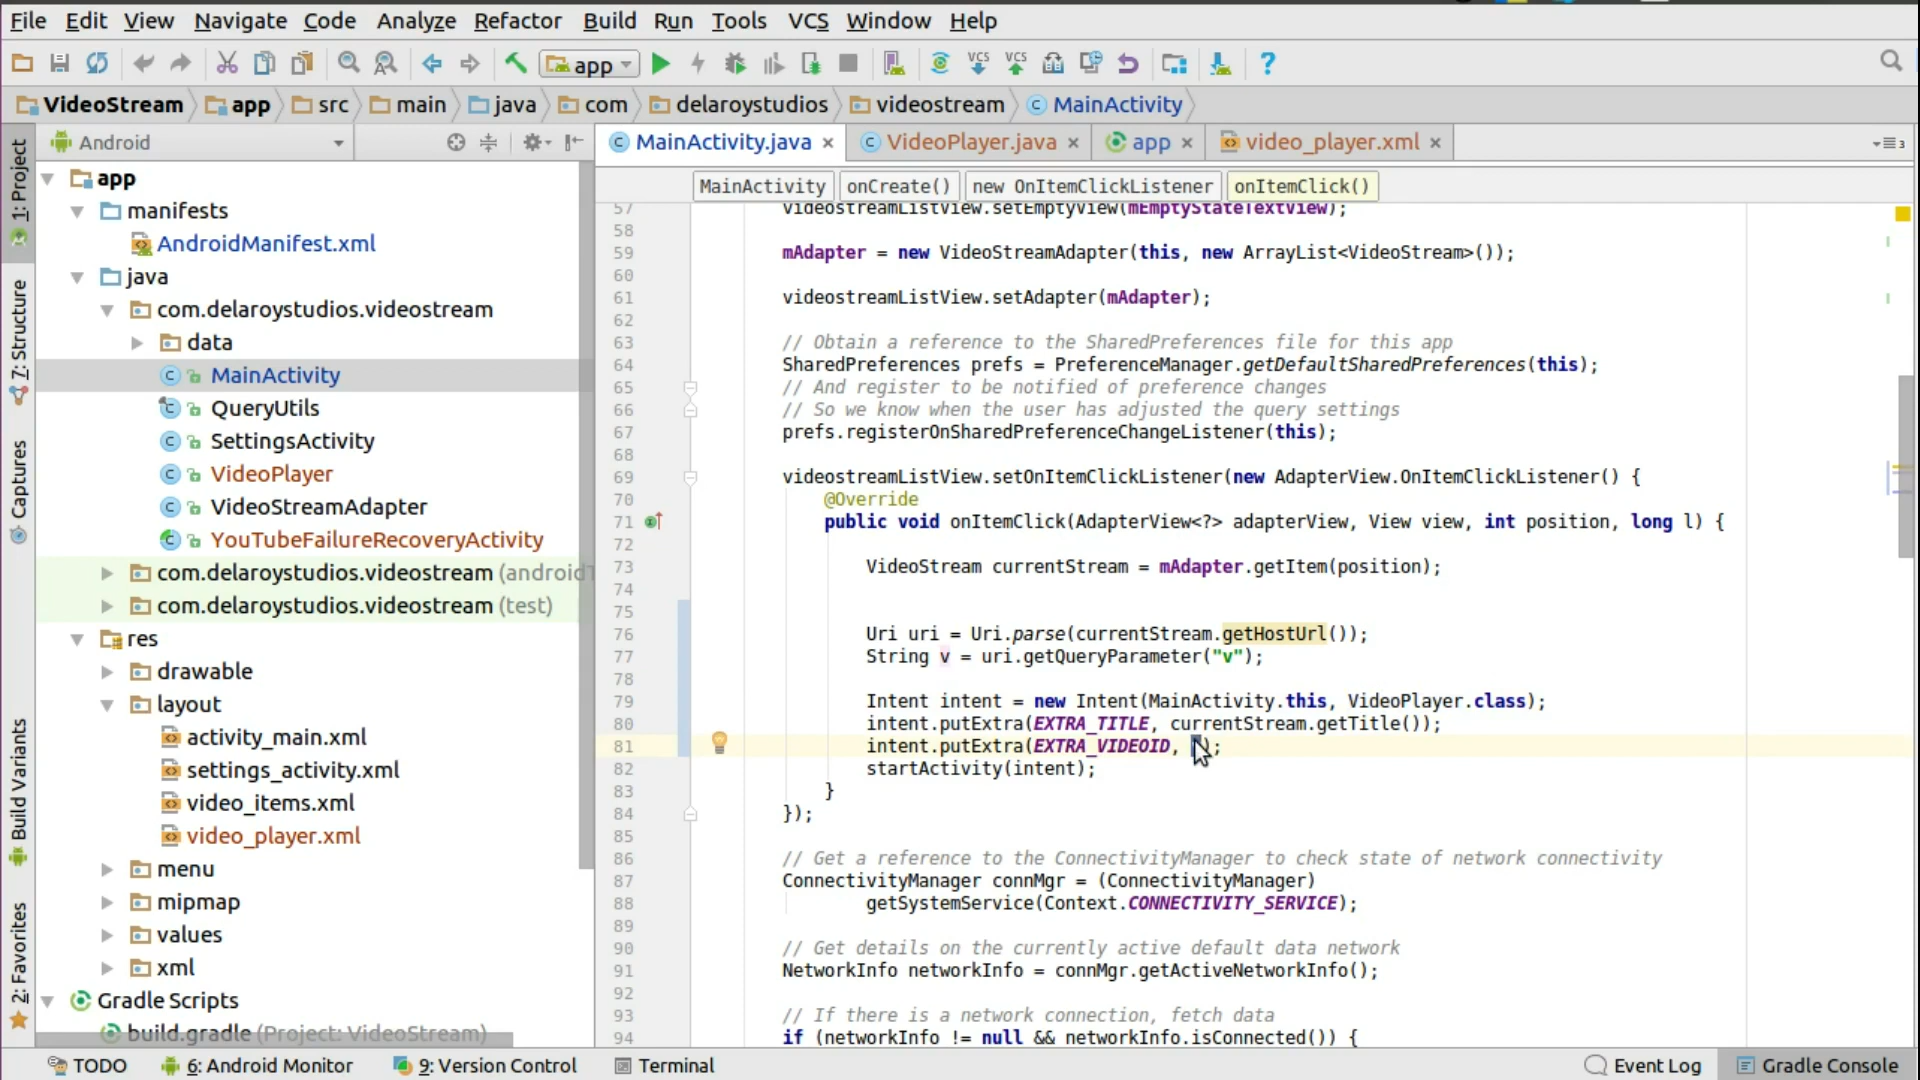 File Edit View Navigate Code Analyze Refactor Build Run Tools VCS Window Help
app VCS VCS ?
VideoStream app src main java com delaroystudios videostream MainActivity
1: Project
7: Structure
Captures
Build Variants
2: Favorites
Android
app
manifests
AndroidManifest.xml
java
com.delaroystudios.videostream
data
MainActivity
QueryUtils
SettingsActivity
VideoPlayer
VideoStreamAdapter
YouTubeFailureRecoveryActivity
com.delaroystudios.videostream (android
com.delaroystudios.videostream (test)
res
drawable
layout
activity_main.xml
settings_activity.xml
video_items.xml
video_player.xml
menu
mipmap
values
xml
Gradle Scripts
build.gradle (Project: VideoStream)
MainActivity.java VideoPlayer.java app video_player.xml
MainActivity onCreate() new OnItemClickListener onItemClick()
57 videostreamListView.setEmptyView(mEmptyStateTextView);
58
59 mAdapter = new VideoStreamAdapter(this, new ArrayList<VideoStream>());
60
61 videostreamListView.setAdapter(mAdapter);
62
63 // Obtain a reference to the SharedPreferences file for this app
64 SharedPreferences prefs = PreferenceManager.getDefaultSharedPreferences(this);
65 // And register to be notified of preference changes
66 // So we know when the user has adjusted the query settings
67 prefs.registerOnSharedPreferenceChangeListener(this);
68
69 videostreamListView.setOnItemClickListener(new AdapterView.OnItemClickListener() {
70 @Override
71 public void onItemClick(AdapterView<?> adapterView, View view, int position, long l) {
72
73 VideoStream currentStream = mAdapter.getItem(position);
74
75
76 Uri uri = Uri.parse(currentStream.getHostUrl());
77 String v = uri.getQueryParameter("v");
78
79 Intent intent = new Intent(MainActivity.this, VideoPlayer.class);
80 intent.putExtra(EXTRA_TITLE, currentStream.getTitle());
81 intent.putExtra(EXTRA_VIDEOID, );
82 startActivity(intent);
83 }
84 });
85
86 // Get a reference to the ConnectivityManager to check state of network connectivity
87 ConnectivityManager connMgr = (ConnectivityManager)
88 getSystemService(Context.CONNECTIVITY_SERVICE);
89
90 // Get details on the currently active default data network
91 NetworkInfo networkInfo = connMgr.getActiveNetworkInfo();
92
93 // If there is a network connection, fetch data
94 if (networkInfo != null && networkInfo.isConnected()) {
TODO 6: Android Monitor 9: Version Control Terminal Event Log Gradle Console